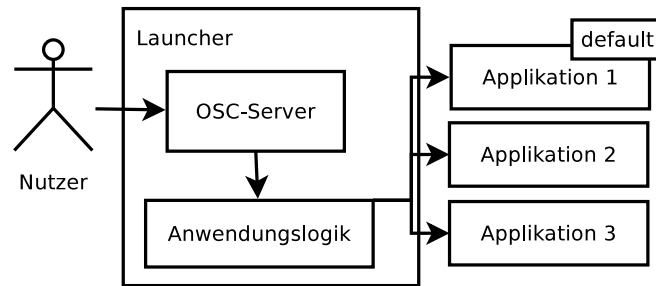 Launcher
default
Applikation 1
OSC-Server
Applikation 2
Nutzer
Anwendungslogik
Applikation 3